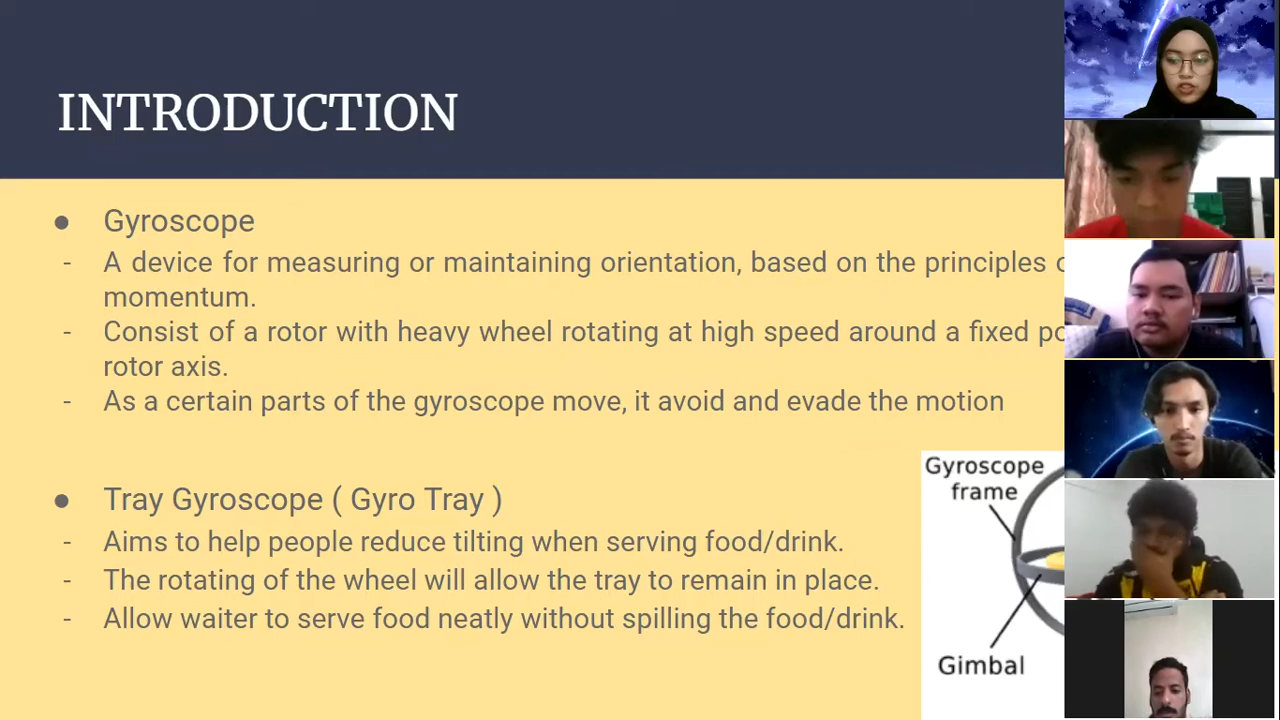 INTRODUCTION
● Gyroscope
- A device for measuring or maintaining orientation, based on the principles
momentum.
- Consist of a rotor with heavy wheel rotating at high speed around a fixed
rotor axis.
- As a certain parts of the gyroscope move, it avoid and evade the motion
● Tray Gyroscope ( Gyro Tray )
- Aims to help people reduce tilting when serving food/drink.
- The rotating of the wheel will allow the tray to remain in place.
- Allow waiter to serve food neatly without spilling the food/drink.
Gyroscope
frame
Gimbal